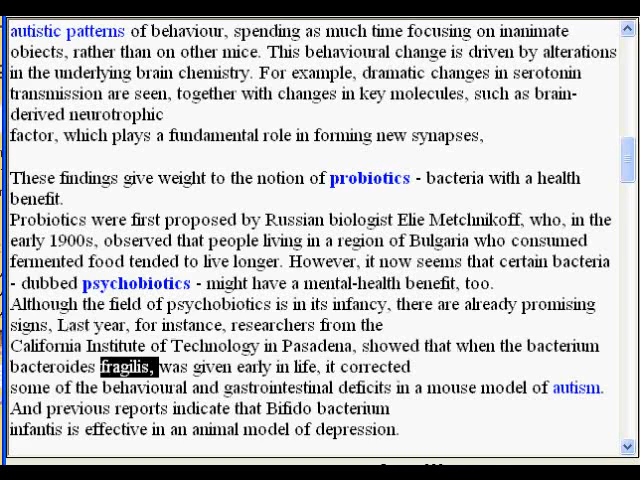 autistic patterns of behaviour, spending as much time focusing on inanimate
objects, rather than on other mice. This behavioural change is driven by alterations
in the underlying brain chemistry. For example, dramatic changes in serotonin
transmission are seen, together with changes in key molecules, such as brain-
derived neurotrophic
factor, which plays a fundamental role in forming new synapses,
These findings give weight to the notion of probiotics - bacteria with a health
benefit.
Probiotics were first proposed by Russian biologist Elie Metchnikoff, who, in the
early 1900s, observed that people living in a region of Bulgaria who consumed
fermented food tended to live longer. However, it now seems that certain bacteria
- dubbed psychobiotics - might have a mental-health benefit, too.
Although the field of psychobiotics is in its infancy, there are already promising
signs, Last year, for instance, researchers from the
California Institute of Technology in Pasadena, showed that when the bacterium
bacteroides fragilis, was given early in life, it corrected
some of the behavioural and gastrointestinal deficits in a mouse model of autism.
And previous reports indicate that Bifido bacterium
infantis is effective in an animal model of depression.